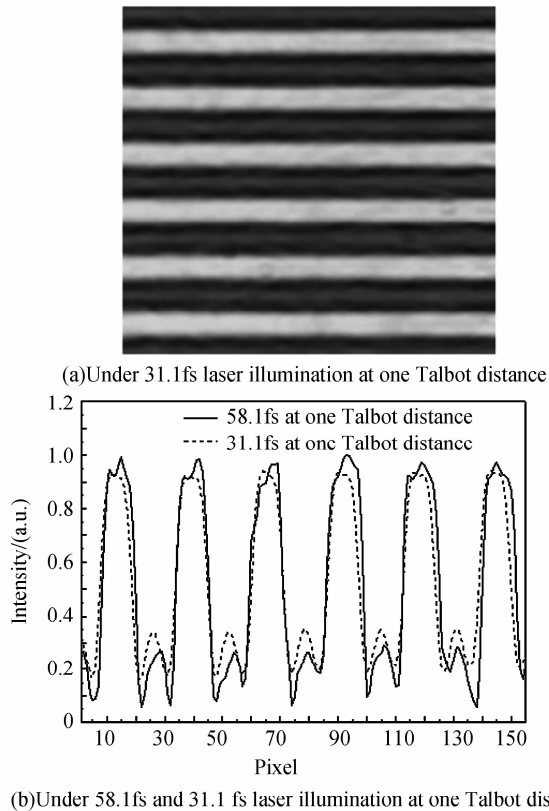 (a)Under 31.1fs laser illumination at one Talbot distance
1.2
1.0
0.8
0.6
0.4
0.2
0
Intensity/(a.u.)
58.1fs at one Talbot distance
31.1fs at one Talbot distance
10 30 50 70 90 110 130 150
Pixel
(b)Under 58.1fs and 31.1 fs laser illumination at one Talbot dis